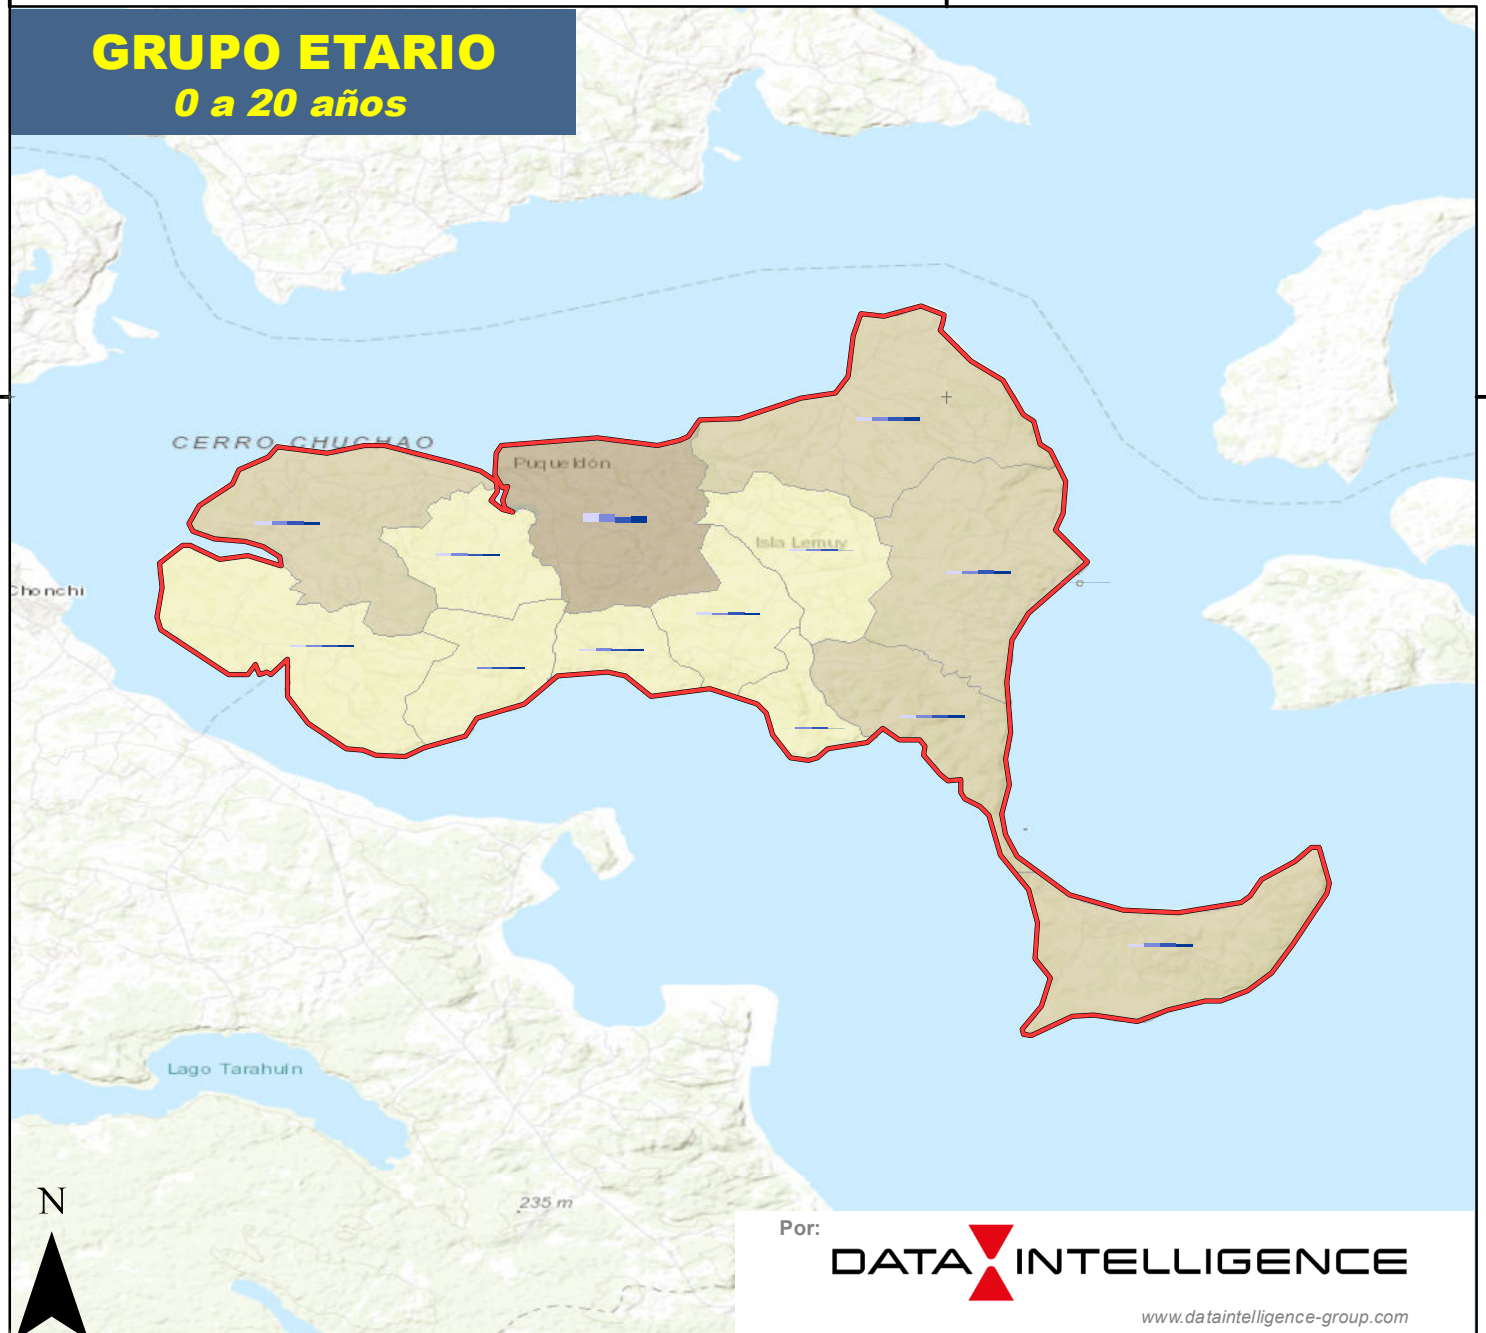 GRUPO ETARIO
0 a 20 años
CERRO CHUCHAO
Puqueldón
Isla Lemuy
Chonchi
Lago Tarahuín
235 m
N
Por:
DATA INTELLIGENCE
www.dataintelligence-group.com